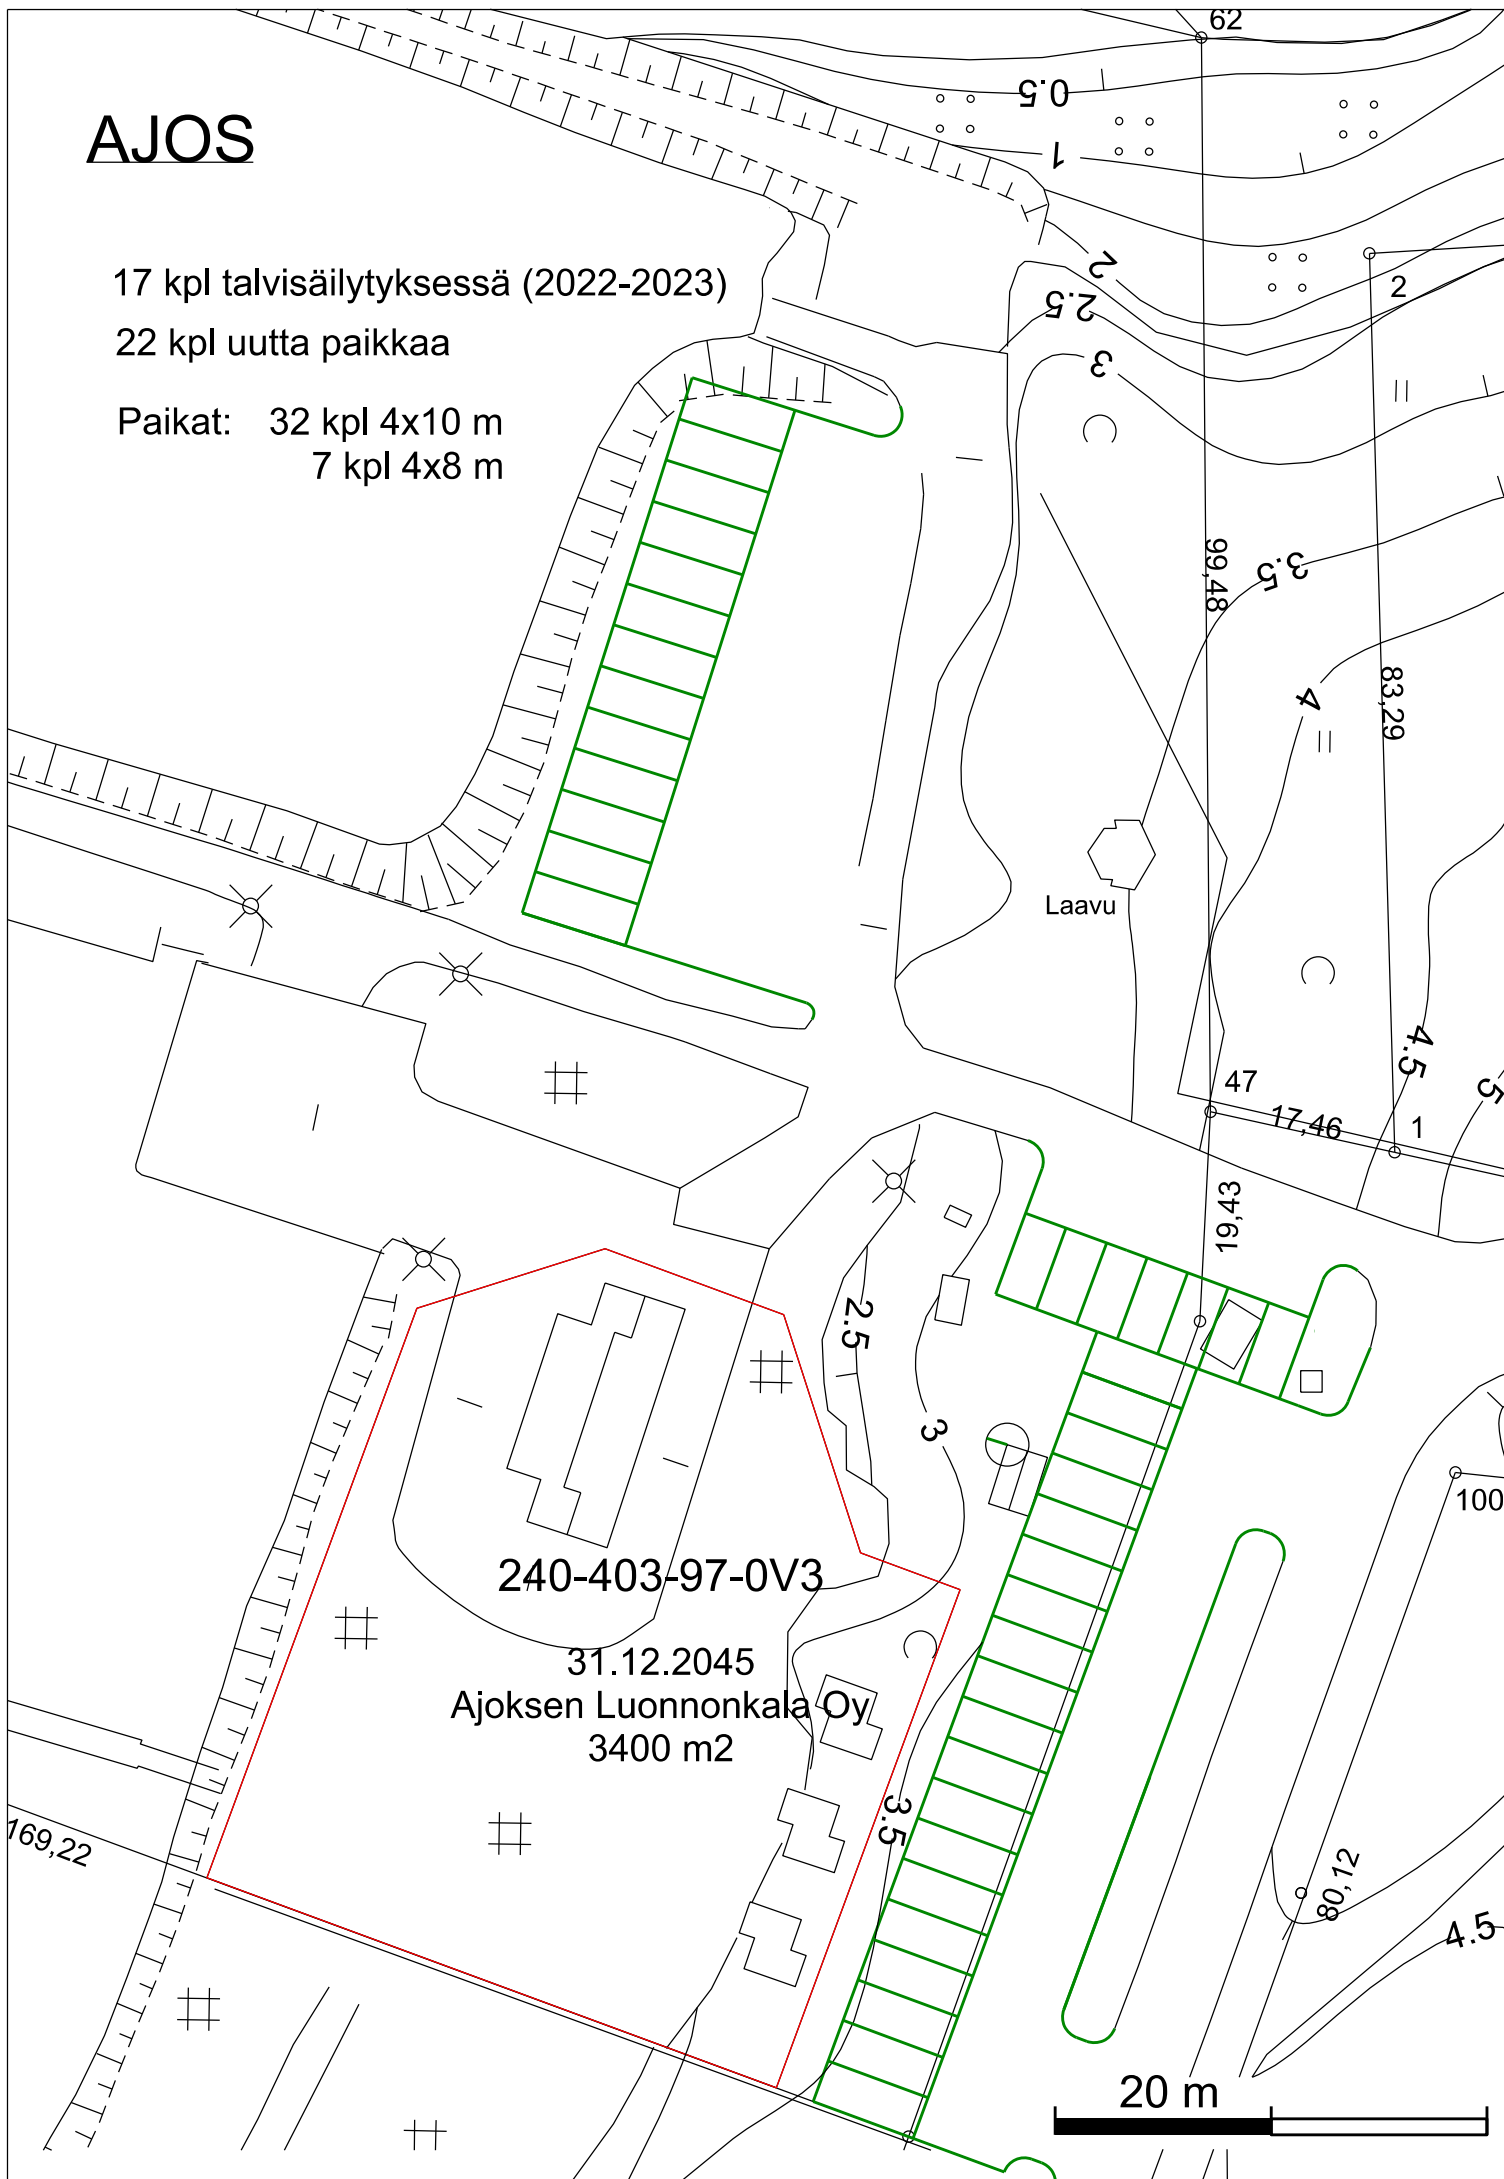 62
0.5
AJOS
1
2
17 kpl talvisäilytyksessä (2022-2023)
2
2.5
22 kpl uutta paikkaa
3
Paikat: 32 kpl 4x10 m
7 kpl 4x8 m
99,48
3.5
4
83,29
Laavu
4.5
5
47
17,46
1
19,43
2.5
3
100
240-403-97-0V3
31.12.2045
Ajoksen Luonnonkala Oy
3400 m2
3.5
169,22
80,12
4.5
20 m